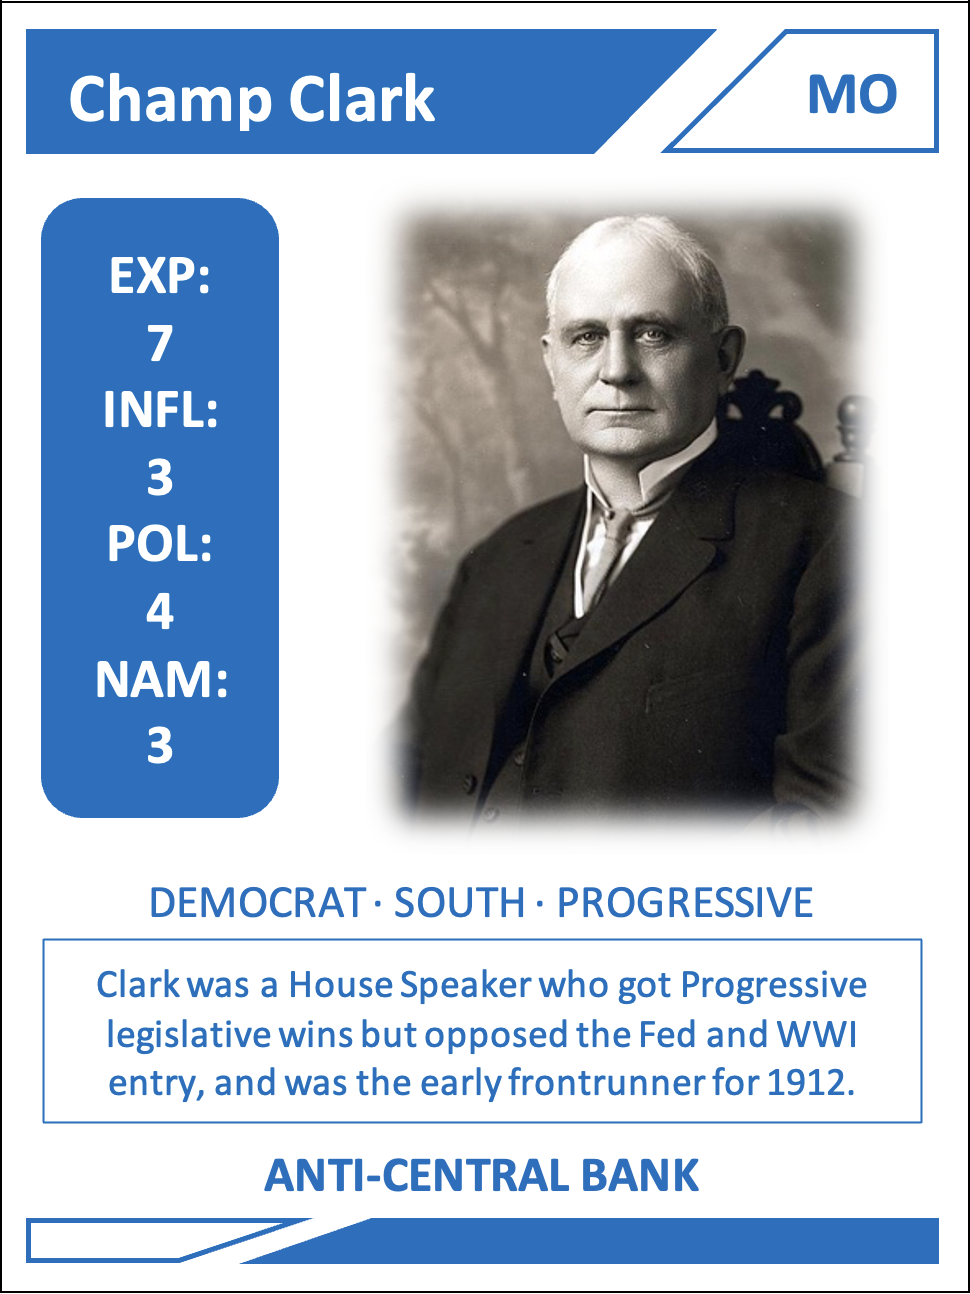 Champ Clark
MO
EXP:
7
INFL:
3
POL:
4
NAM:
3
DEMOCRAT · SOUTH · PROGRESSIVE
Clark was a House Speaker who got Progressive
legislative wins but opposed the Fed and WWI
entry, and was the early frontrunner for 1912.
ANTI-CENTRAL BANK